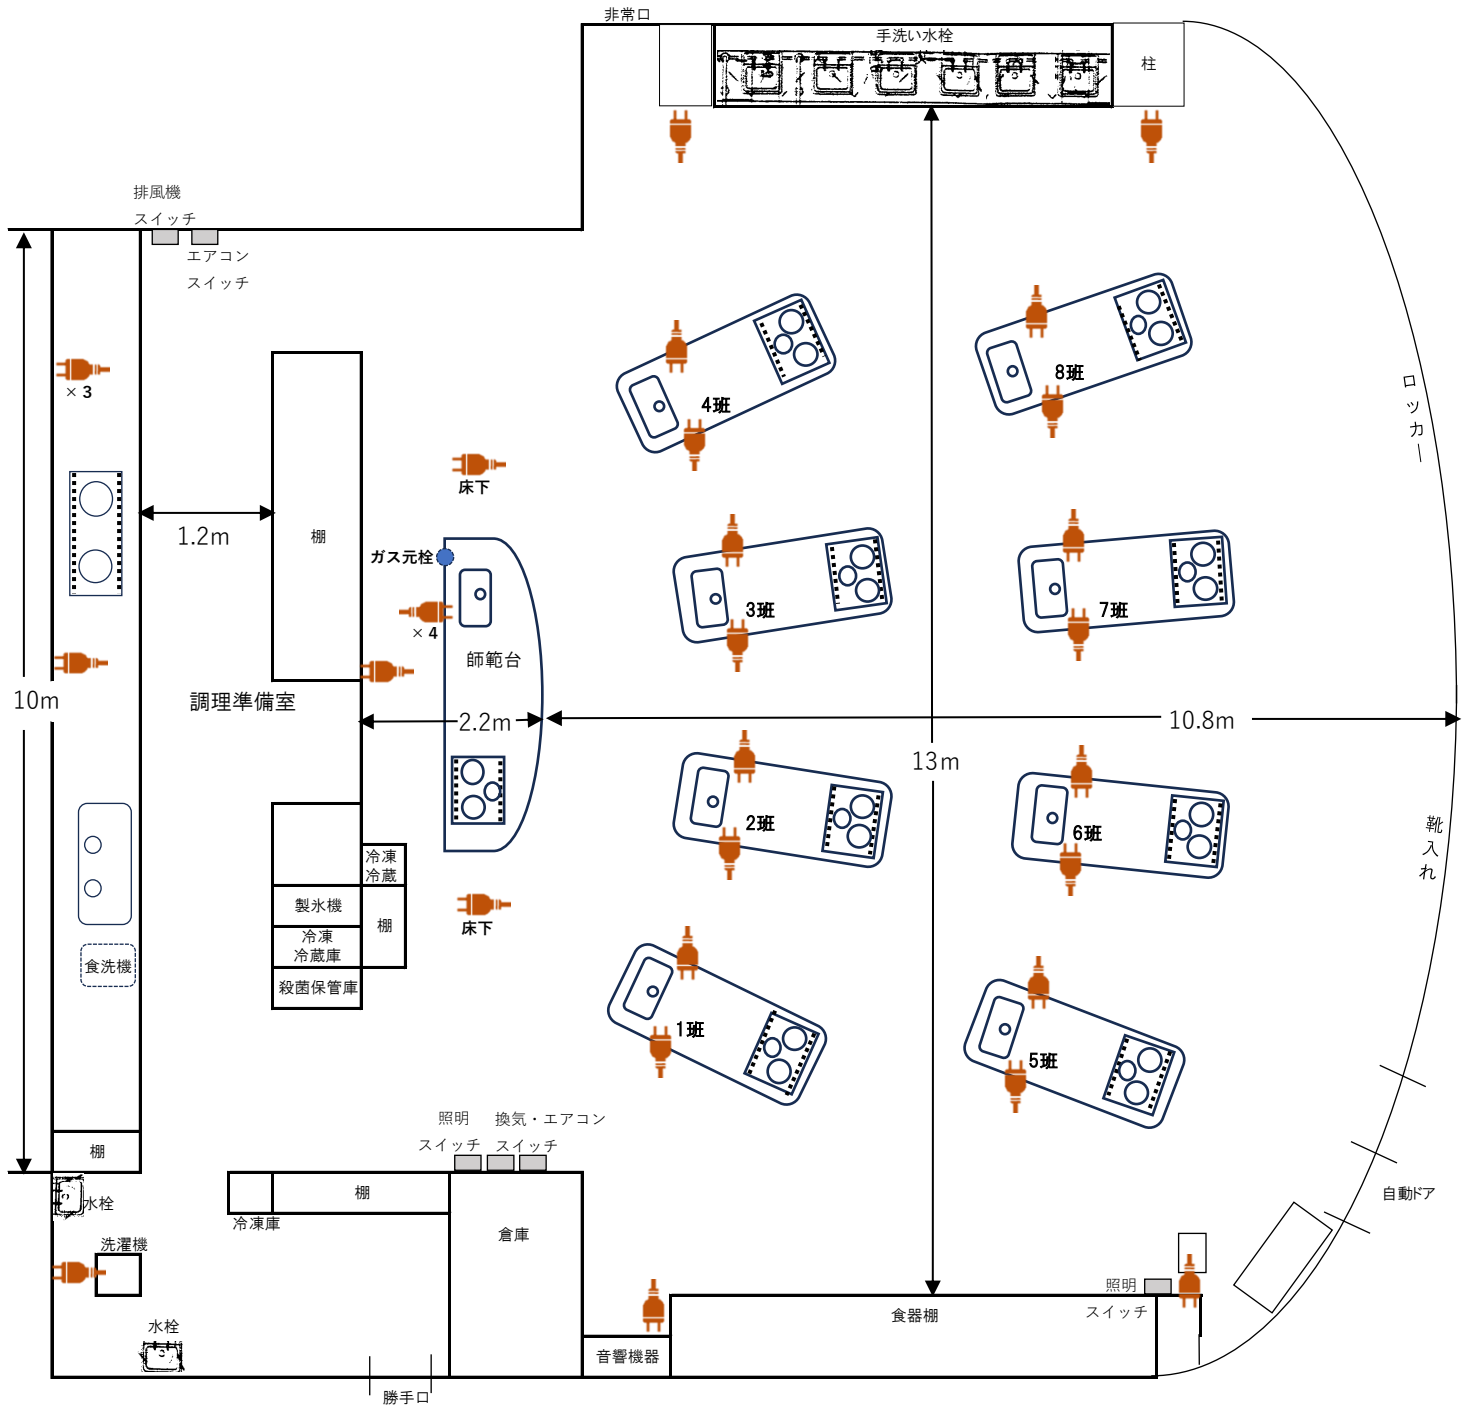 非常口
手洗い水栓
柱
排風機
スイッチ
エアコン
スイッチ
× 3
4班
8班
ロッカー
床下
1.2m
棚
ガス元栓
× 4
3班
7班
師範台
10m
調理準備室
2.2m
10.8m
13m
2班
6班
靴入れ
冷凍
冷蔵
製氷機
棚
冷凍
冷蔵庫
床下
食洗機
殺菌保管庫
1班
5班
照明
スイッチ
換気・エアコン
スイッチ
棚
水栓
棚
冷凍庫
自動ドア
倉庫
洗濯機
照明
スイッチ
食器棚
水栓
音響機器
勝手口